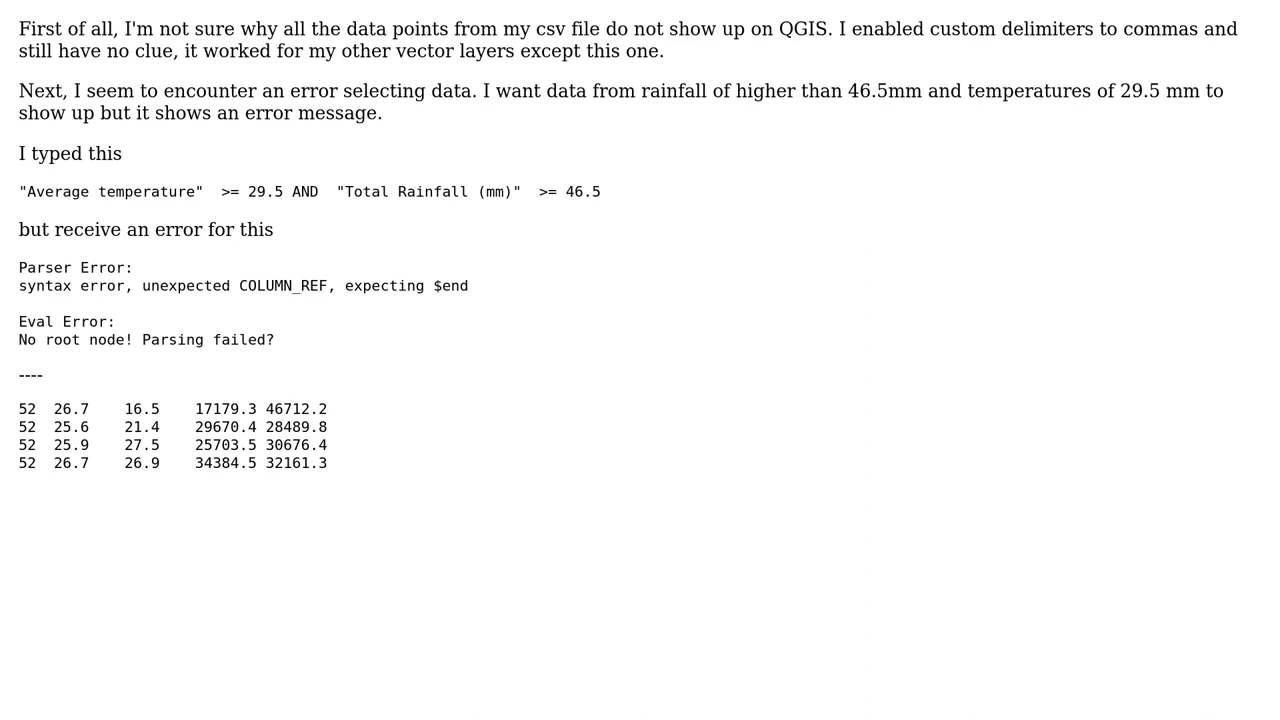 First of all, I'm not sure why all the data points from my csv file do not show up on QGIS. I enabled custom delimiters to commas and
still have no clue, it worked for my other vector layers except this one.
Next, I seem to encounter an error selecting data. I want data from rainfall of higher than 46.5mm and temperatures of 29.5 mm to
show up but it shows an error message.
I typed this
"Average temperature"  >= 29.5 AND  "Total Rainfall (mm)"  >= 46.5
but receive an error for this
Parser Error:
syntax error, unexpected COLUMN_REF, expecting $end
Eval Error:
No root node! Parsing failed?
----
52  26.7    16.5    17179.3 46712.2
52  25.6    21.4    29670.4 28489.8
52  25.9    27.5    25703.5 30676.4
52  26.7    26.9    34384.5 32161.3